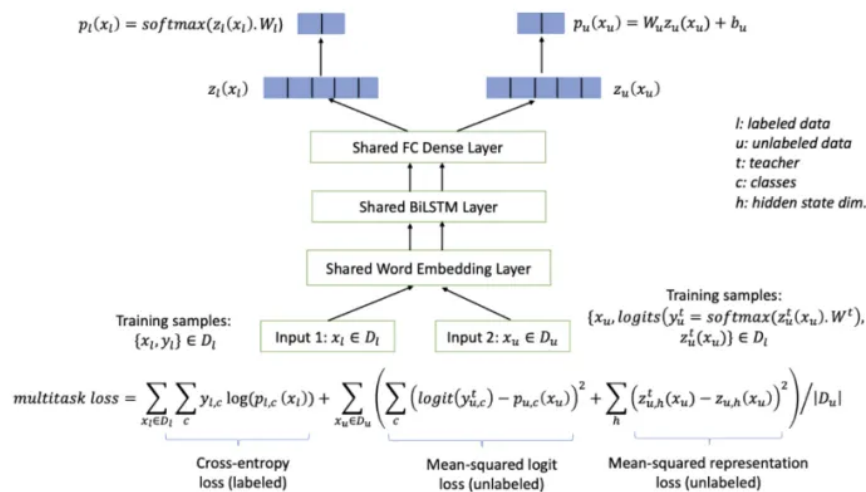 p_l(x_l) = softmax(z_l(x_l).W_l)
p_u(x_u) = W_u z_u(x_u) + b_u
z_l(x_l)
z_u(x_u)
l: labeled data
u: unlabeled data
t: teacher
c: classes
h: hidden state dim.
Shared FC Dense Layer
Shared BiLSTM Layer
Shared Word Embedding Layer
Training samples:
{x_l, y_l} ∈ D_l
Input 1: x_l ∈ D_l
Input 2: x_u ∈ D_u
Training samples:
{x_u, logits(y_u^t = softmax(z_u^t(x_u).W^t),
z_u^t(x_u)} ∈ D_l
multitask loss = ∑_{x_l∈D_l} ∑_c y_{l,c} log(p_{l,c}(x_l)) + ∑_{x_u∈D_u} (∑_c (logit(y_{u,c}^t) − p_{u,c}(x_u))^2 + ∑_h (z_{u,h}^t(x_u) − z_{u,h}(x_u))^2) / |D_u|
Cross-entropy
loss (labeled)
Mean-squared logit
loss (unlabeled)
Mean-squared representation
loss (unlabeled)